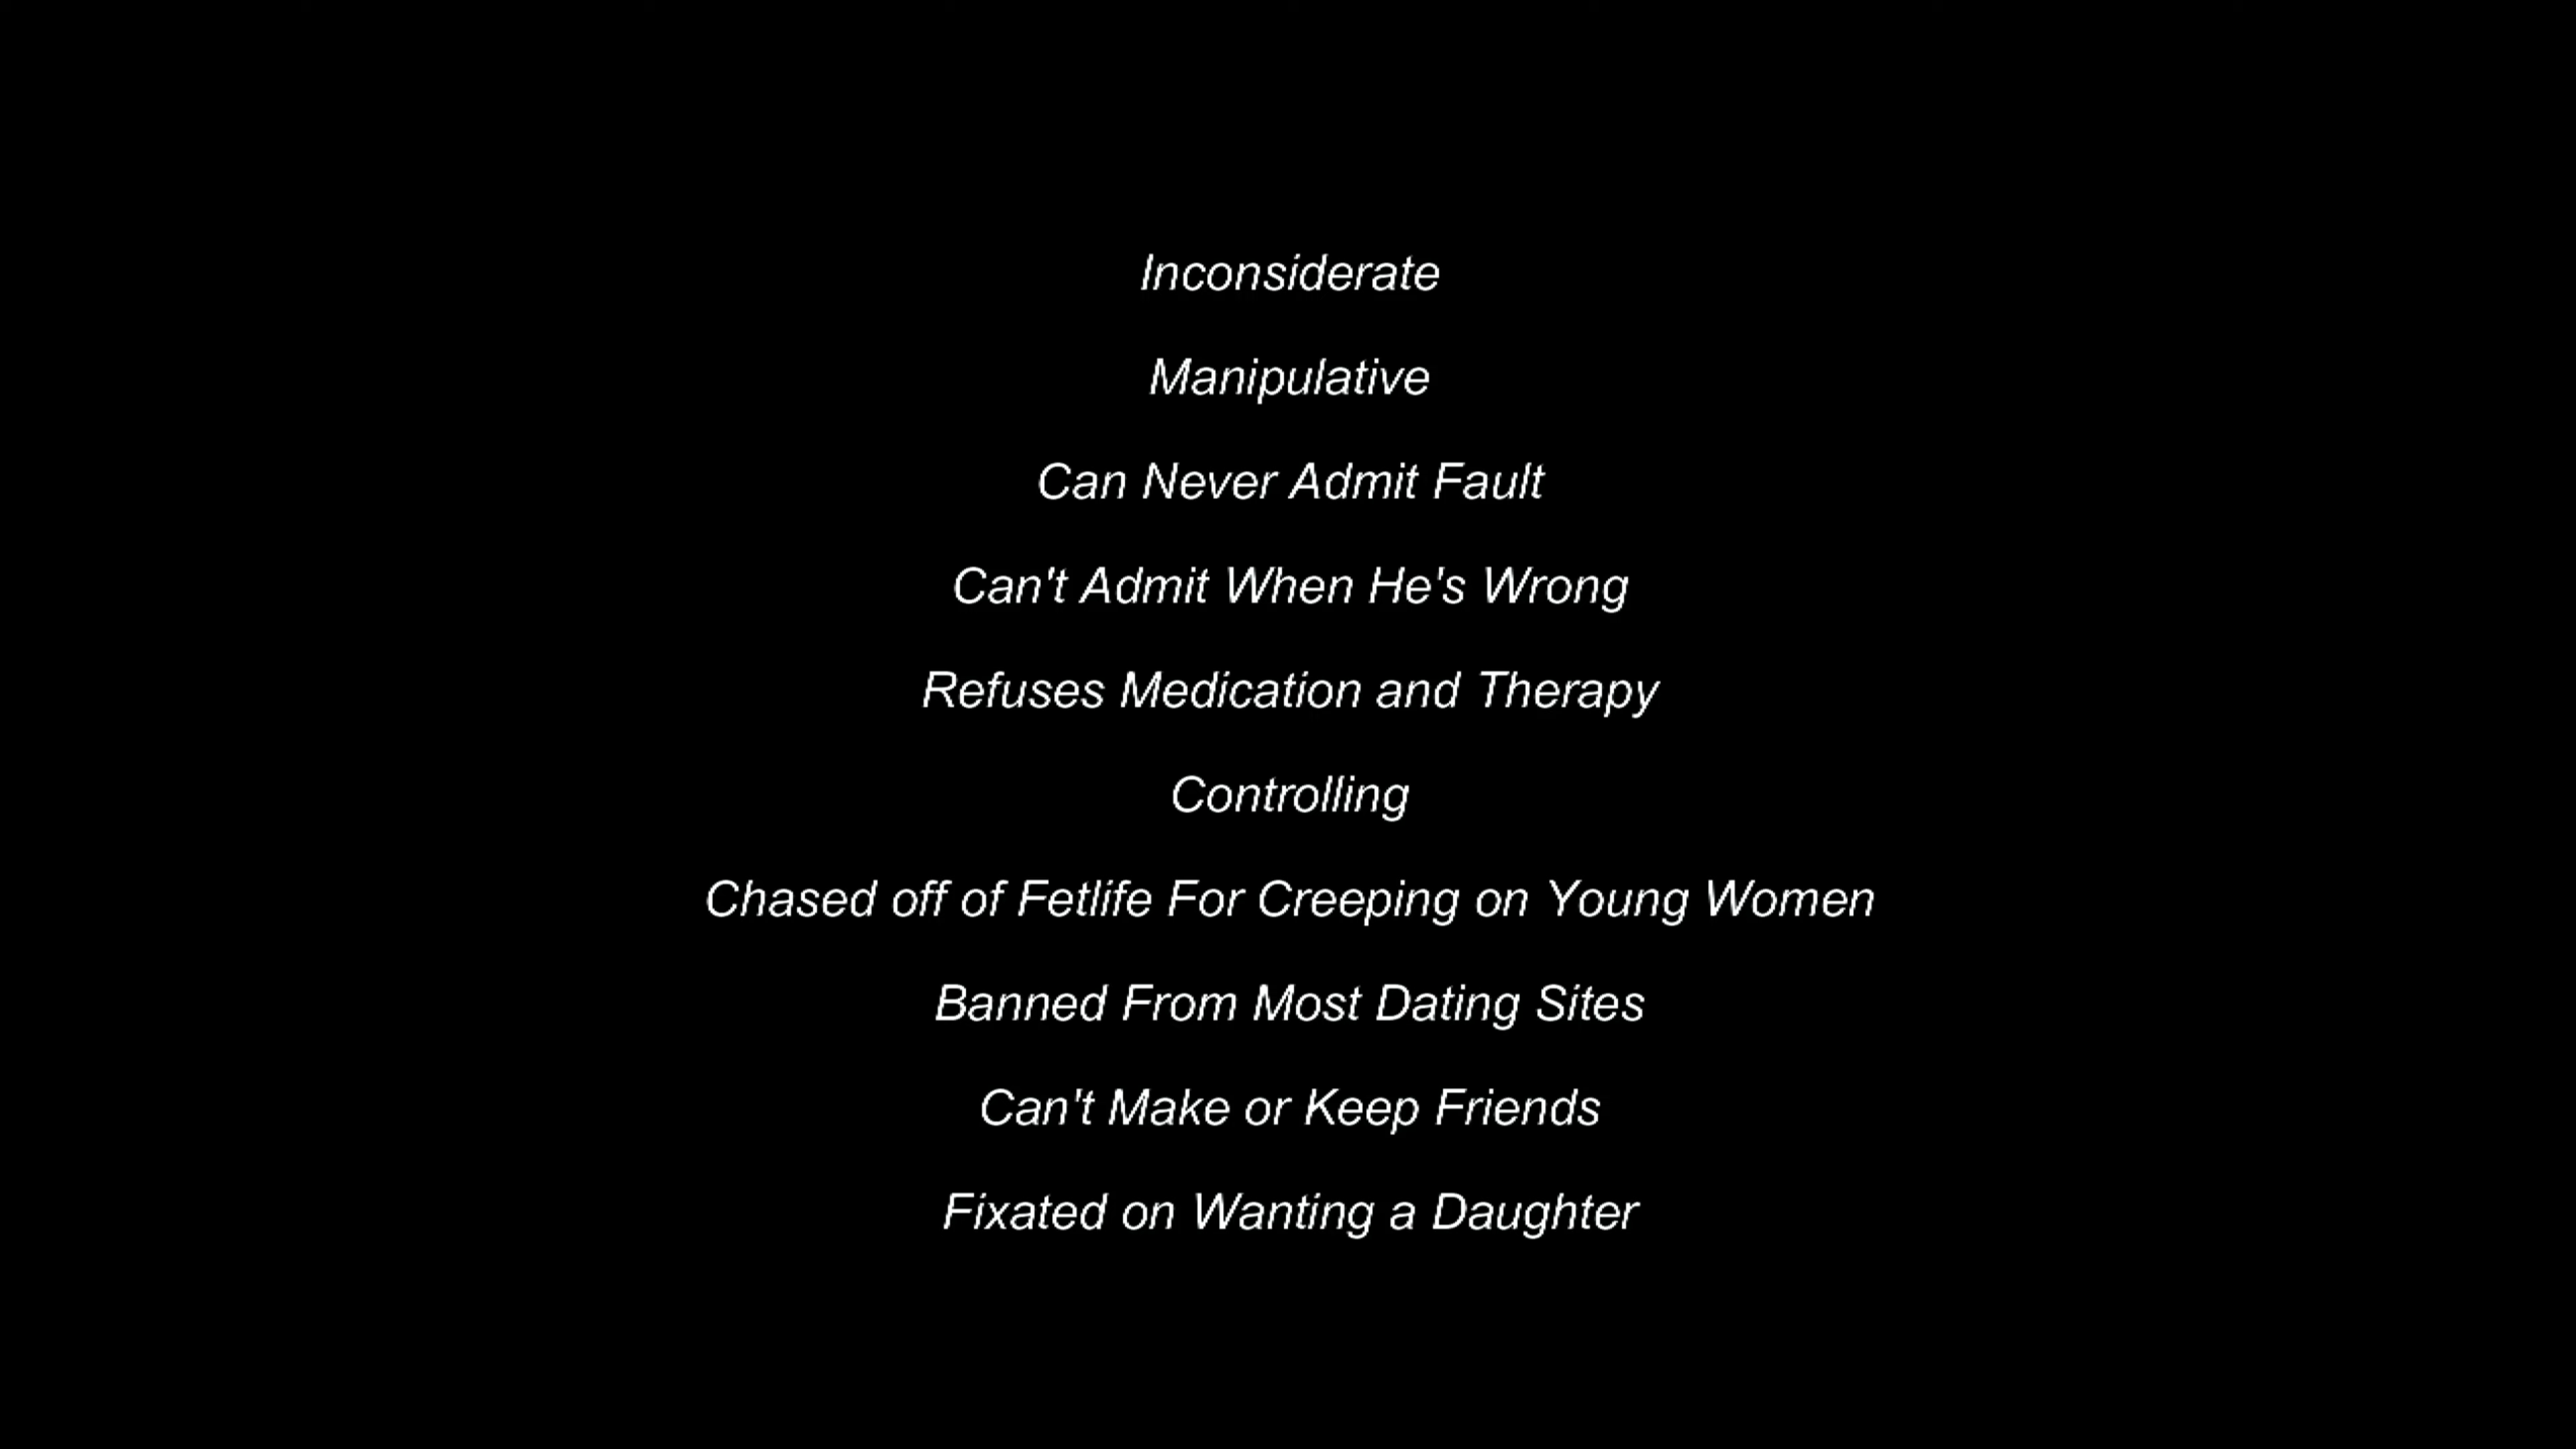 Inconsiderate
Manipulative
Can Never Admit Fault
Can't Admit When He's Wrong
Refuses Medication and Therapy
Controlling
Chased off of Fetlife For Creeping on Young Women
Banned From Most Dating Sites
Can't Make or Keep Friends
Fixated on Wanting a Daughter